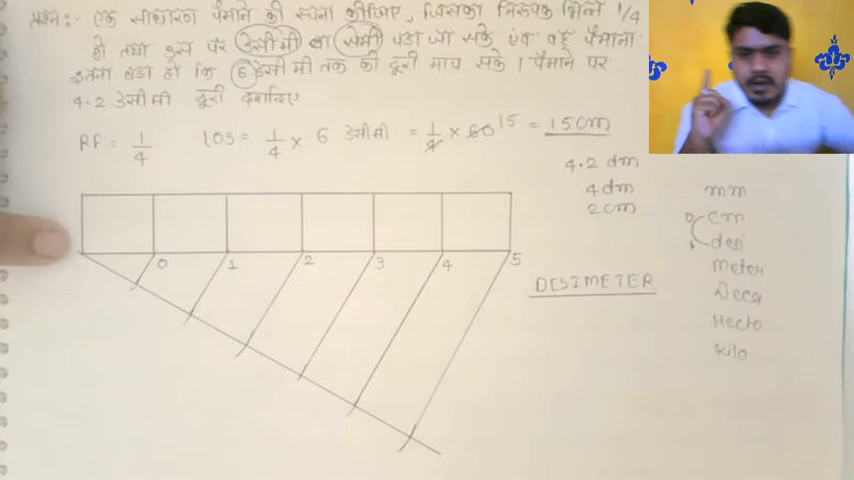 प्रश्न :- एक साधारण पैमाने की रचना कीजिए, जिसका निरूपक भिन्न 1/4
हो तथा इस पर डेसीमी वा सेमी पढ़ा जा सके एवं वह पैमाना
इतना बड़ा हो कि 6 डेसीमी तक की दूरी माप सके। पैमाने पर
4.2 डेसीमी दूरी दर्शाइए
RF = 1/4 LOS = 1/4 × 6 डेसीमी = 1/4 × 60 15 = 15cm
4.2 dm
4dm
2cm
mm
cm
desi
meter
Deca
Hecto
kilo
0 1 2 3 4 5
DESIMETER